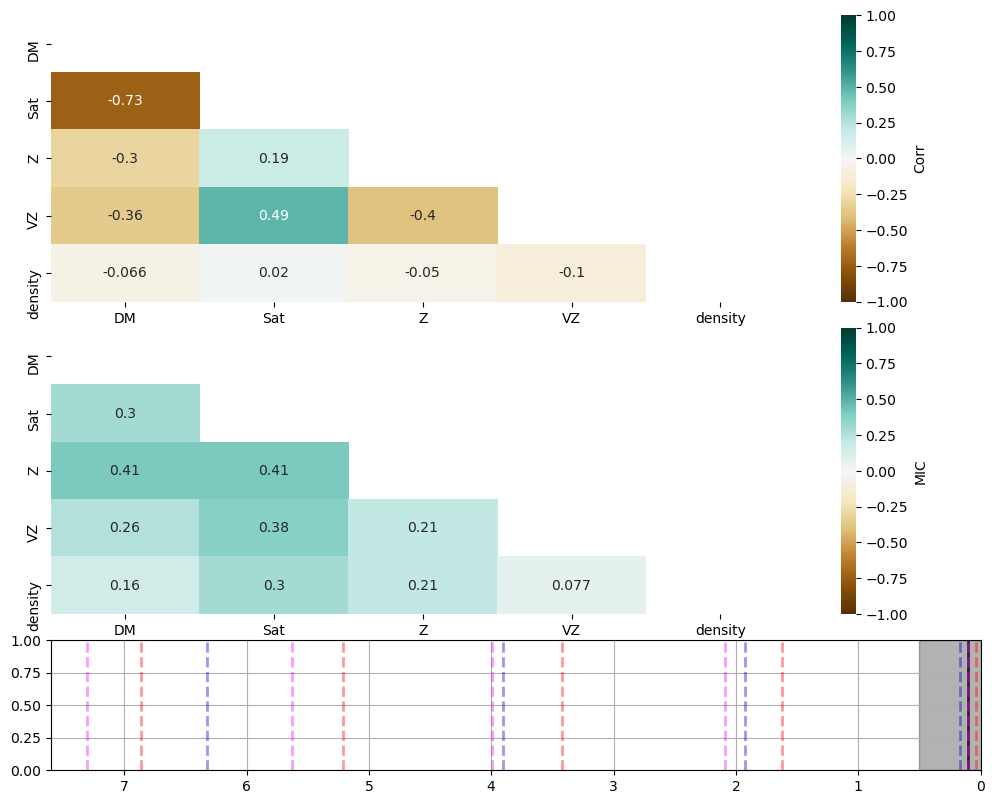 DM
Sat
Z
VZ
density
-0.73
-0.3 0.19
-0.36 0.49 -0.4
-0.066 0.02 -0.05 -0.1
DM Sat Z VZ density
1.00
0.75
0.50
0.25
0.00
−0.25
−0.50
−0.75
−1.00
Corr
DM
Sat
Z
VZ
density
0.3
0.41 0.41
0.26 0.38 0.21
0.16 0.3 0.21 0.077
DM Sat Z VZ density
1.00
0.75
0.50
0.25
0.00
−0.25
−0.50
−0.75
−1.00
MIC
1.00
0.75
0.50
0.25
0.00
7 6 5 4 3 2 1 0